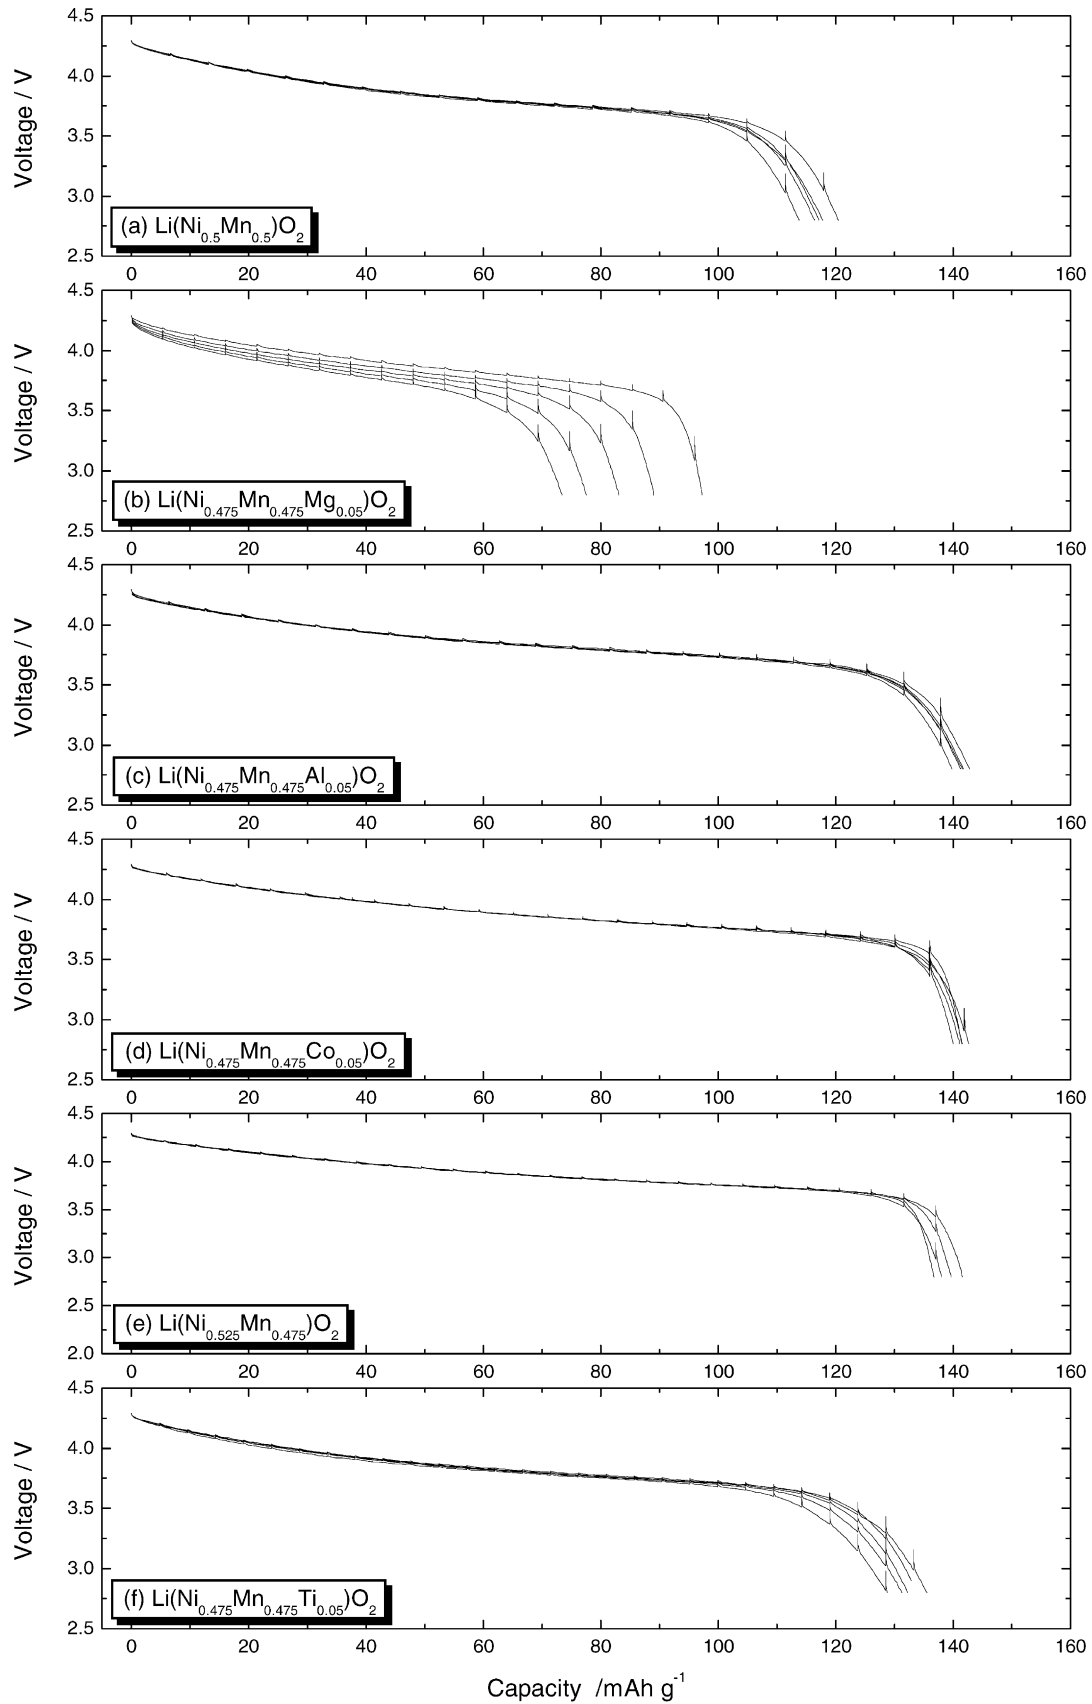 4.5
4.0
3.5
3.0
2.5
Voltage / V
(a) Li(Ni0.5Mn0.5)O2
0 20 40 60 80 100 120 140 160
4.5
4.0
3.5
3.0
2.5
Voltage / V
(b) Li(Ni0.475Mn0.475Mg0.05)O2
0 20 40 60 80 100 120 140 160
4.5
4.0
3.5
3.0
2.5
Voltage / V
(c) Li(Ni0.475Mn0.475Al0.05)O2
0 20 40 60 80 100 120 140 160
4.5
4.0
3.5
3.0
2.5
Voltage / V
(d) Li(Ni0.475Mn0.475Co0.05)O2
0 20 40 60 80 100 120 140 160
4.5
4.0
3.5
3.0
2.5
2.0
Voltage / V
(e) Li(Ni0.525Mn0.475)O2
0 20 40 60 80 100 120 140 160
4.5
4.0
3.5
3.0
2.5
Voltage / V
(f) Li(Ni0.475Mn0.475Ti0.05)O2
0 20 40 60 80 100 120 140 160
Capacity /mAh g-1